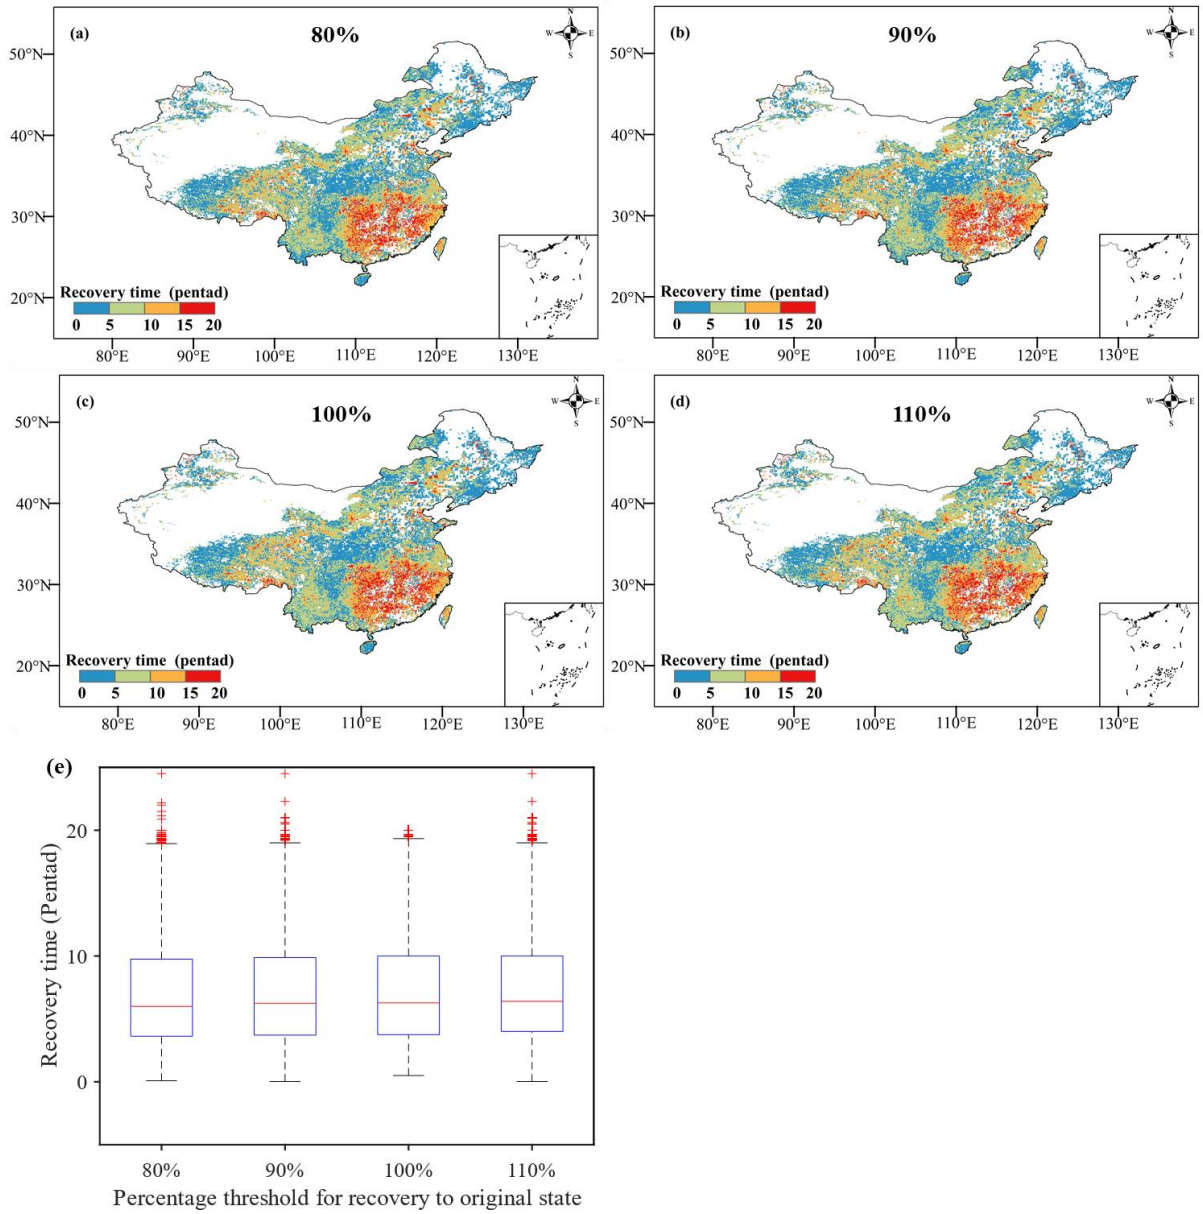 (a)
80%
N
W E
S
50°N
40°N
30°N
20°N
Recovery time (pentad)
0 5 10 15 20
80°E 90°E 100°E 110°E 120°E 130°E
(b)
90%
N
W E
S
50°N
40°N
30°N
20°N
Recovery time (pentad)
0 5 10 15 20
80°E 90°E 100°E 110°E 120°E 130°E
(c)
100%
N
W E
S
50°N
40°N
30°N
20°N
Recovery time (pentad)
0 5 10 15 20
80°E 90°E 100°E 110°E 120°E 130°E
(d)
110%
N
W E
S
50°N
40°N
30°N
20°N
Recovery time (pentad)
0 5 10 15 20
80°E 90°E 100°E 110°E 120°E 130°E
(e)
Recovery time (Pentad)
20
10
0
80% 90% 100% 110%
Percentage threshold for recovery to original state